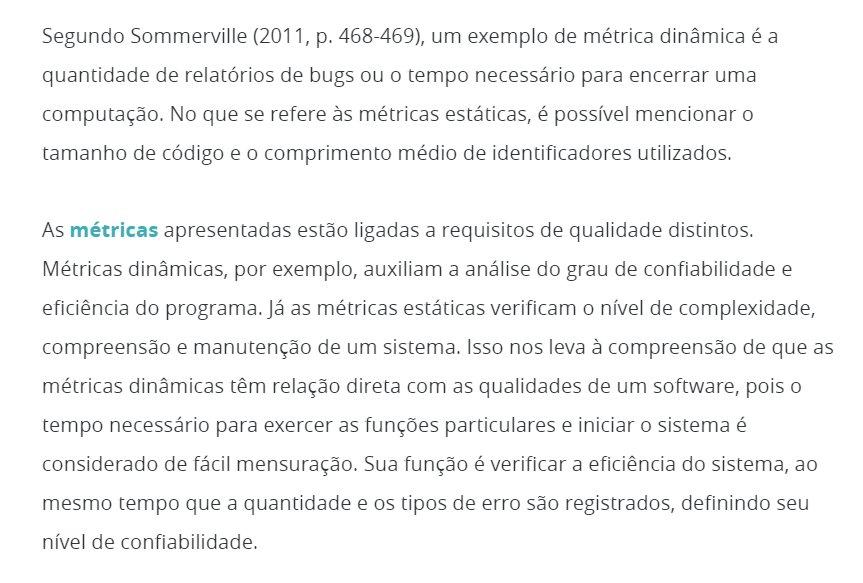 Segundo Sommerville (2011, p. 468-469), um exemplo de métrica dinâmica é a
quantidade de relatórios de bugs ou o tempo necessário para encerrar uma
computação. No que se refere às métricas estáticas, é possível mencionar o
tamanho de código e o comprimento médio de identificadores utilizados.
As métricas apresentadas estão ligadas a requisitos de qualidade distintos.
Métricas dinâmicas, por exemplo, auxiliam a análise do grau de confiabilidade e
eficiência do programa. Já as métricas estáticas verificam o nível de complexidade,
compreensão e manutenção de um sistema. Isso nos leva à compreensão de que as
métricas dinâmicas têm relação direta com as qualidades de um software, pois o
tempo necessário para exercer as funções particulares e iniciar o sistema é
considerado de fácil mensuração. Sua função é verificar a eficiência do sistema, ao
mesmo tempo que a quantidade e os tipos de erro são registrados, definindo seu
nível de confiabilidade.